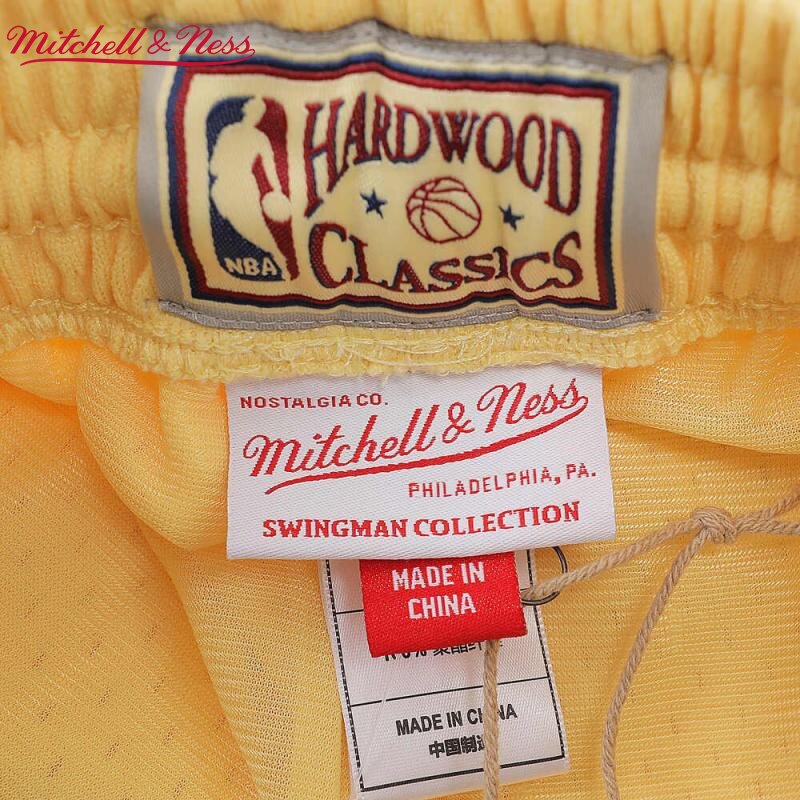 Mitchell & Ness
HARDWOOD
NBA
CLASSICS
NOSTALGIA CO.
Mitchell & Ness
PHILADELPHIA, PA.
SWINGMAN COLLECTION
MADE IN
CHINA
MADE IN CHINA
中国制造